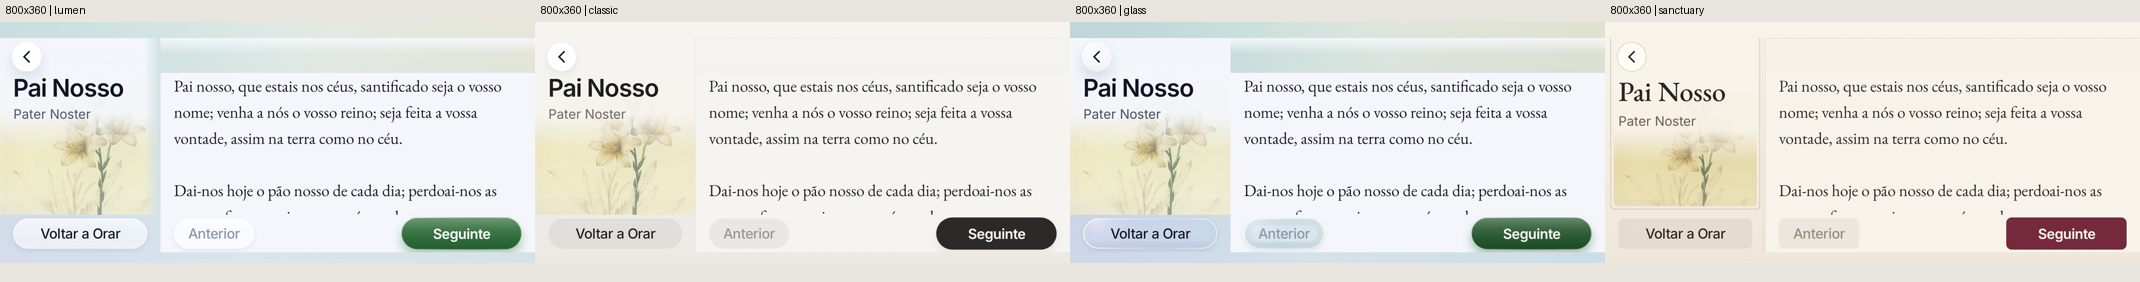 800x360 | lumen
Pai Nosso
Pater Noster
Voltar a Orar
Pai nosso, que estais nos céus, santificado seja o vosso
nome; venha a nós o vosso reino; seja feita a vossa
vontade, assim na terra como no céu.
Dai-nos hoje o pão nosso de cada dia; perdoai-nos as
Anterior
Seguinte
800x360 | classic
Pai Nosso
Pater Noster
Voltar a Orar
Pai nosso, que estais nos céus, santificado seja o vosso
nome; venha a nós o vosso reino; seja feita a vossa
vontade, assim na terra como no céu.
Dai-nos hoje o pão nosso de cada dia; perdoai-nos as
Anterior
Seguinte
800x360 | glass
Pai Nosso
Pater Noster
Voltar a Orar
Pai nosso, que estais nos céus, santificado seja o vosso
nome; venha a nós o vosso reino; seja feita a vossa
vontade, assim na terra como no céu.
Dai-nos hoje o pão nosso de cada dia; perdoai-nos as
Anterior
Seguinte
800x360 | sanctuary
Pai Nosso
Pater Noster
Voltar a Orar
Pai nosso, que estais nos céus, santificado seja o vosso
nome; venha a nós o vosso reino; seja feita a vossa
vontade, assim na terra como no céu.
Dai-nos hoje o pão nosso de cada dia; perdoai-nos as
Anterior
Seguinte